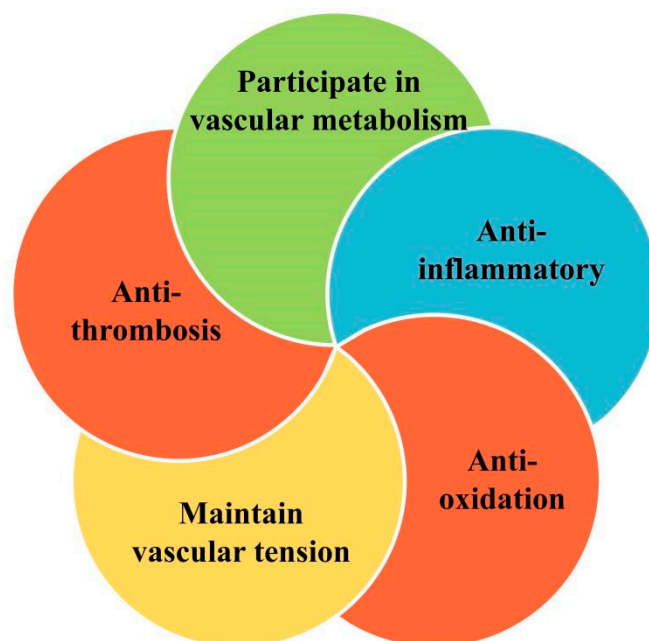 Participate in
vascular metabolism
Anti-
inflammatory
Anti-
oxidation
Maintain
vascular tension
Anti-
thrombosis